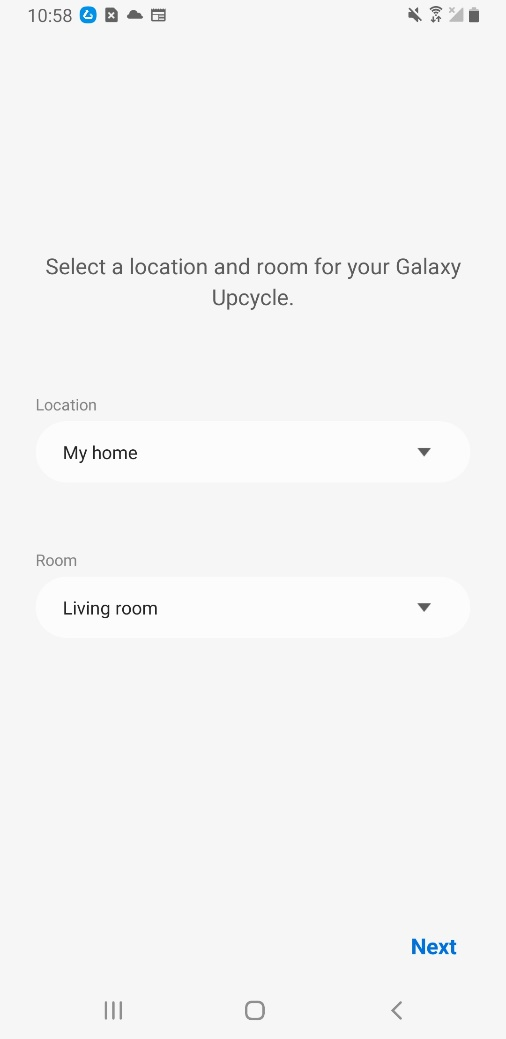 10:58
Select a location and room for your Galaxy
Upcycle.
Location
My home
Room
Living room
Next